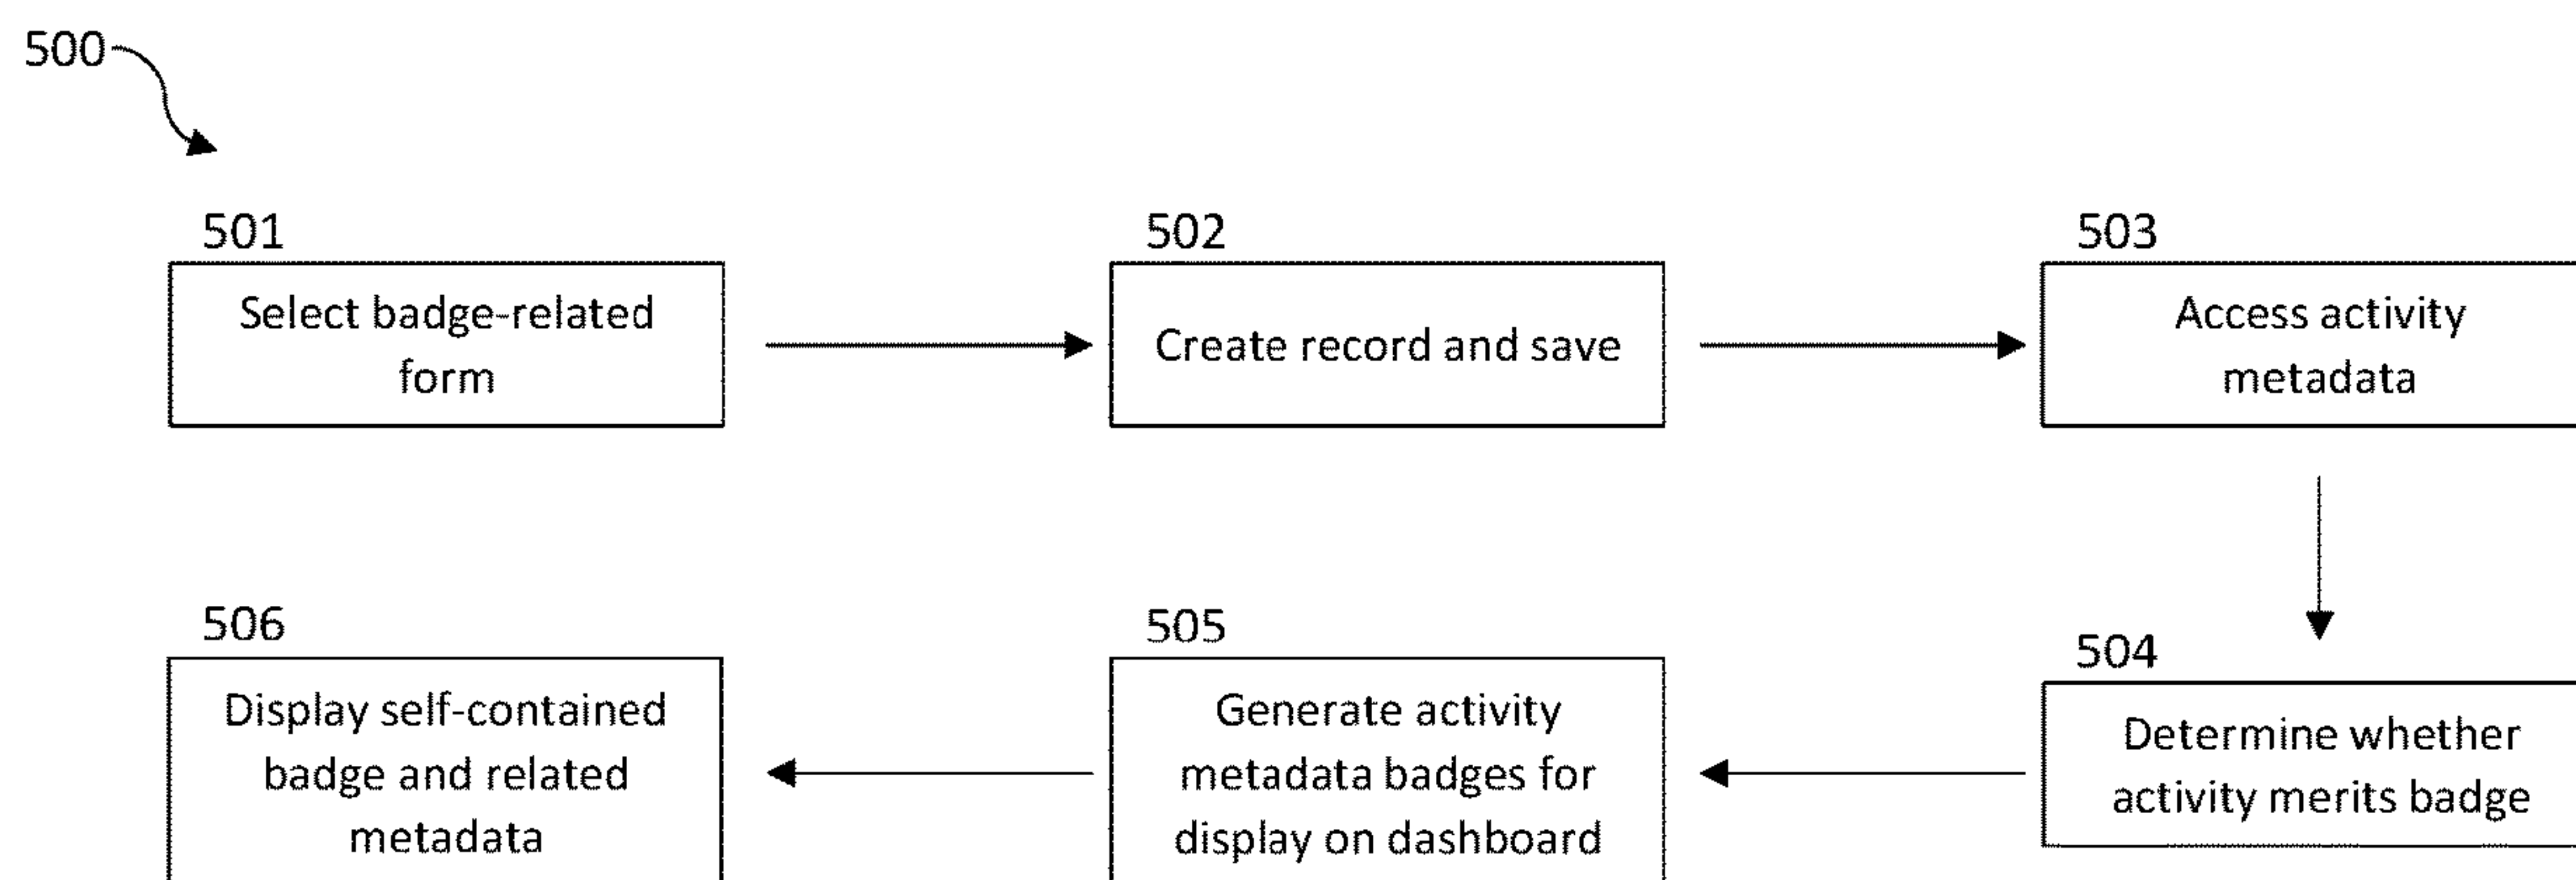 500
501
Select badge-related
form
502
Create record and save
503
Access activity
metadata
504
Determine whether
activity merits badge
505
Generate activity
metadata badges for
display on dashboard
506
Display self-contained
badge and related
metadata